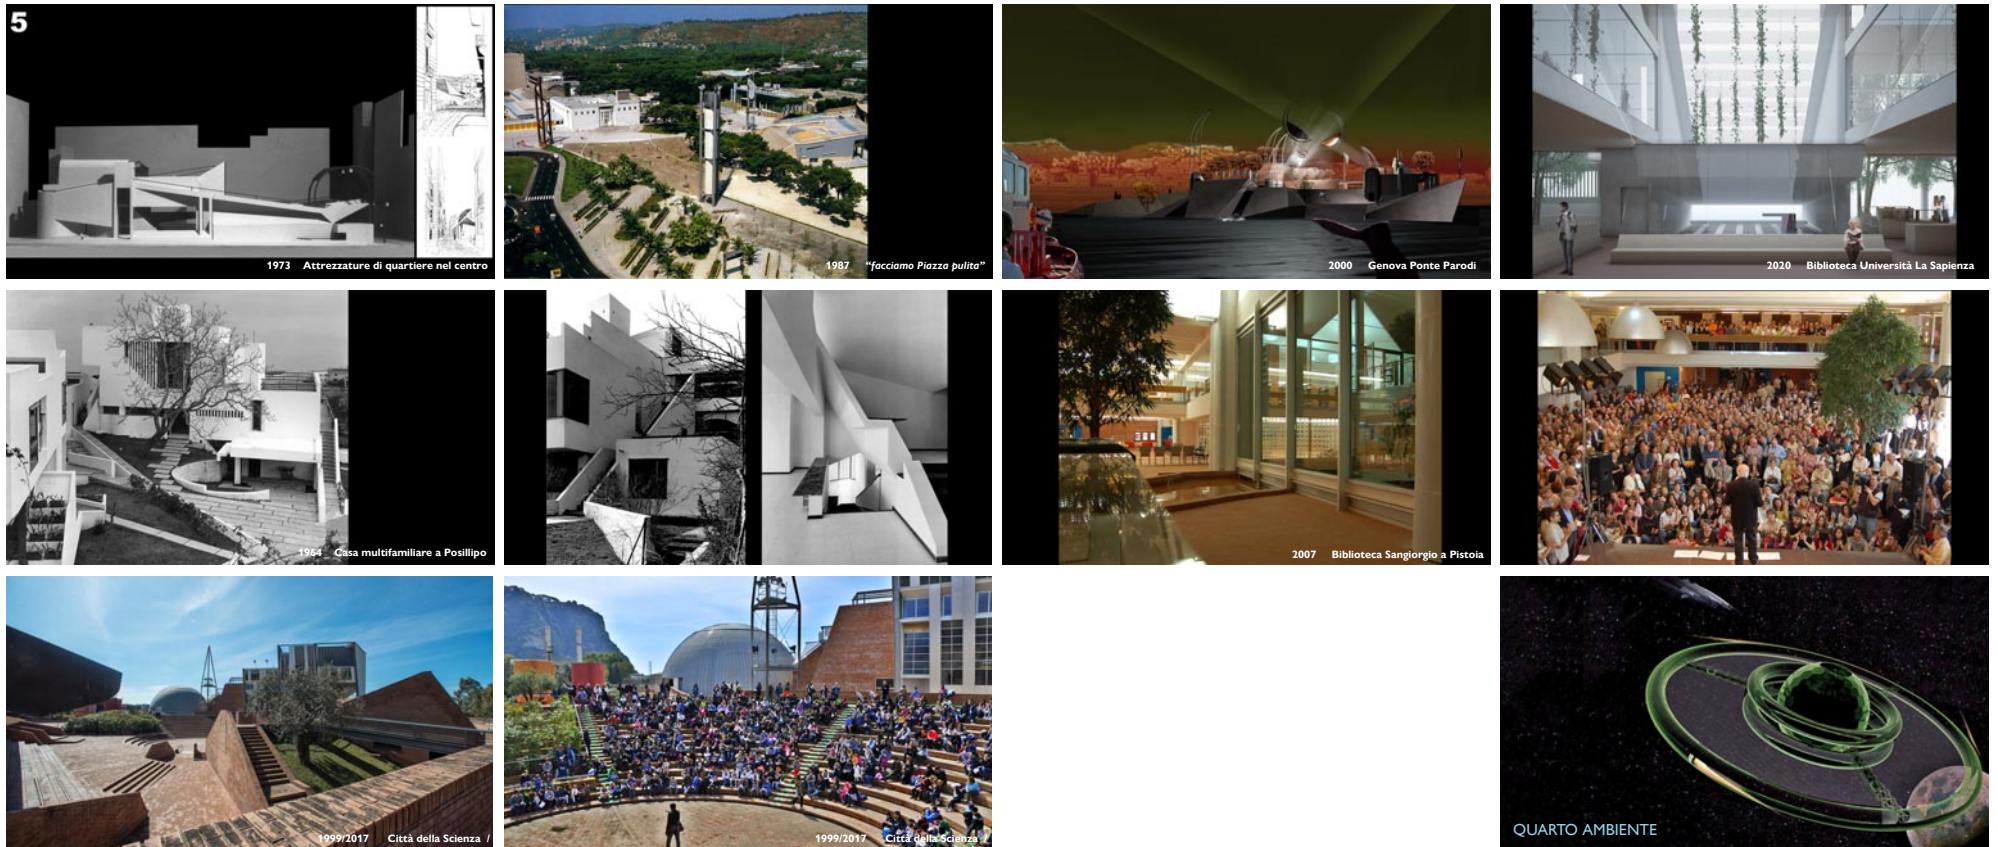 5
1973 Attrezzature di quartiere nel centro
1987 “facciamo Piazza pulita”
2000 Genova Ponte Parodi
2020 Biblioteca Università La Sapienza
1964 Casa multifamiliare a Posillipo
2007 Biblioteca Sangiorgio a Pistoia
1999/2017 Città della Scienza /
1999/2017 Città della Scienza /
QUARTO AMBIENTE